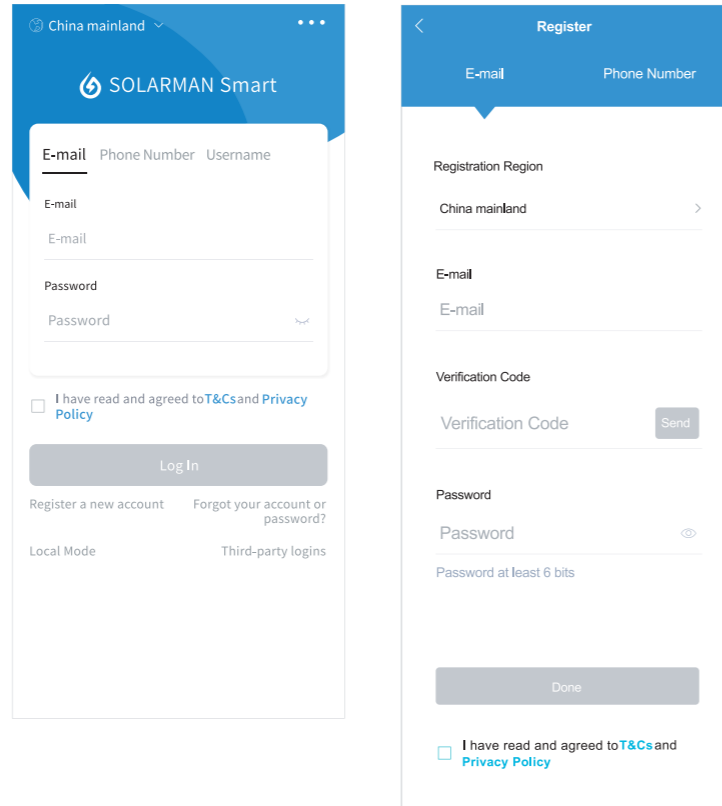 China mainland
SOLARMAN Smart
E-mail Phone Number Username
E-mail
E-mail
Password
Password
I have read and agreed to T&Cs and Privacy
Policy
Log In
Register a new account Forgot your account or
password?
Local Mode Third-party logins
Register
E-mail Phone Number
Registration Region
China mainland
E-mail
E-mail
Verification Code
Verification Code Send
Password
Password
Password at least 6 bits
Done
I have read and agreed to T&Cs and
Privacy Policy